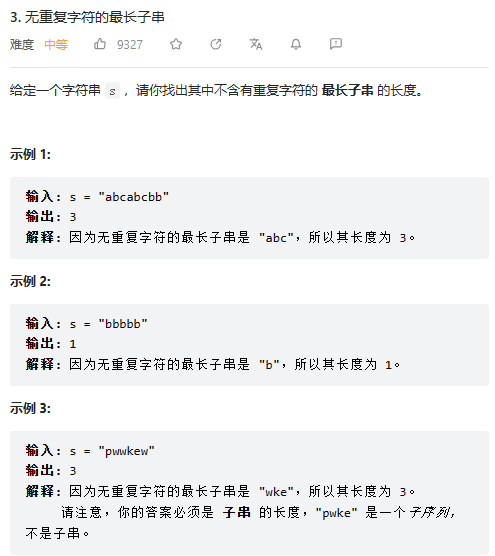 3. 无重复字符的最长子串
难度 中等 9327
给定一个字符串 s ，请你找出其中不含有重复字符的 最长子串 的长度。
示例 1:
输入: s = "abcabcbb"
输出: 3
解释: 因为无重复字符的最长子串是 "abc"，所以其长度为 3。
示例 2:
输入: s = "bbbbb"
输出: 1
解释: 因为无重复字符的最长子串是 "b"，所以其长度为 1。
示例 3:
输入: s = "pwwkew"
输出: 3
解释: 因为无重复字符的最长子串是 "wke"，所以其长度为 3。
请注意，你的答案必须是 子串 的长度，"pwke" 是一个子序列，
不是子串。